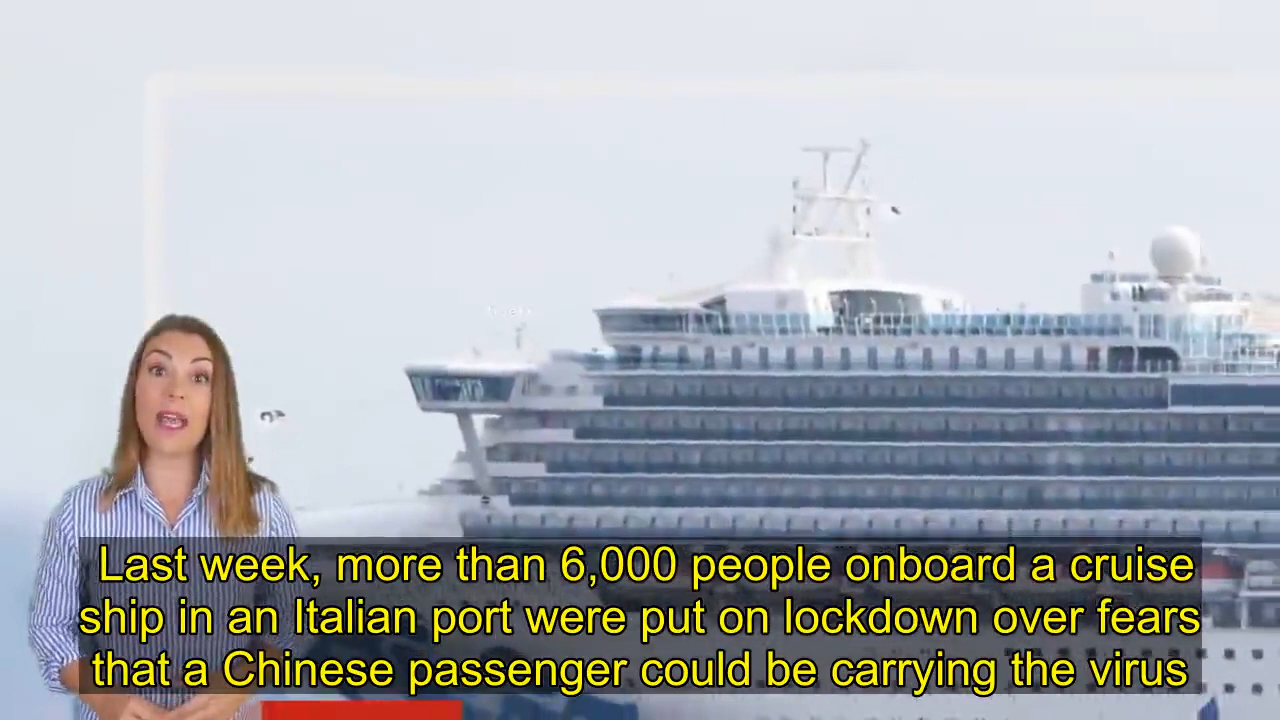 Last week, more than 6,000 people onboard a cruise
ship in an Italian port were put on lockdown over fears
that a Chinese passenger could be carrying the virus